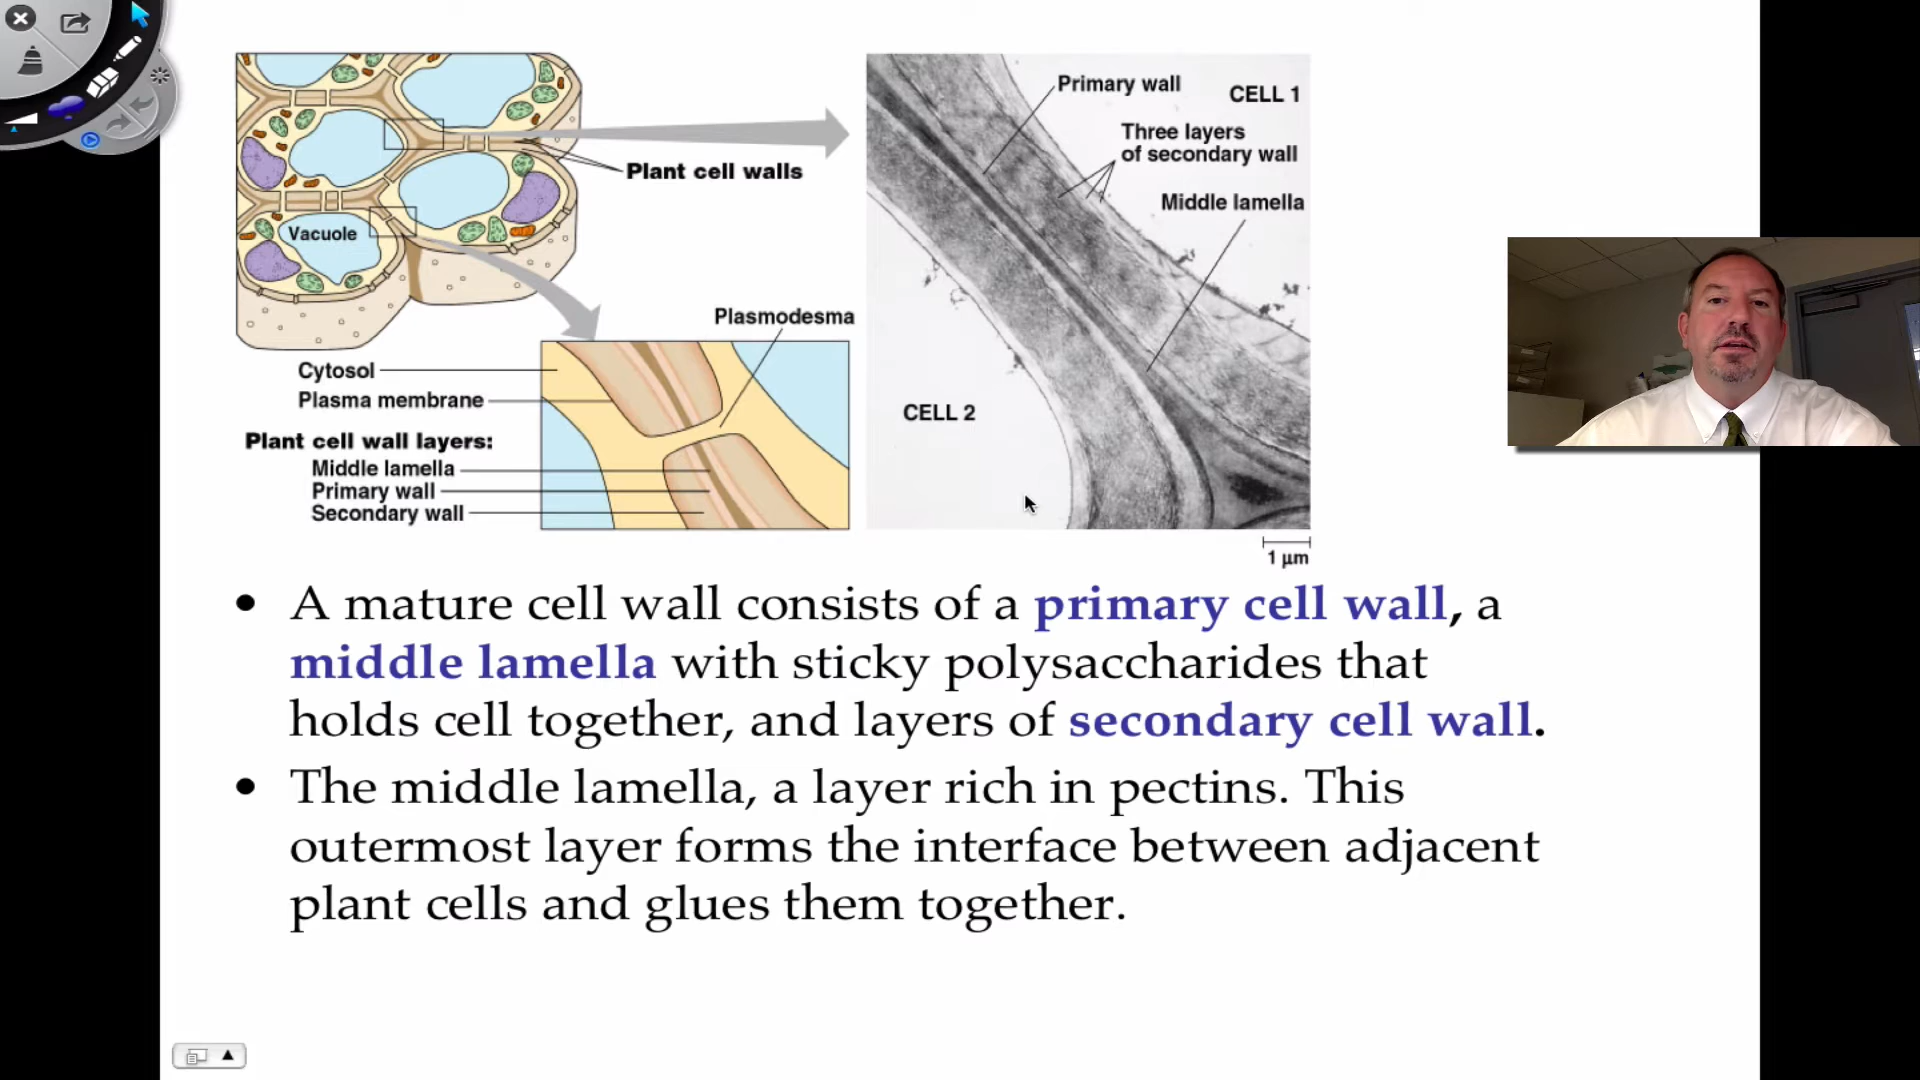 Primary wall
CELL 1
Three layers
of secondary wall
Plant cell walls
Middle lamella
Vacuole
Plasmodesma
Cytosol
Plasma membrane
CELL 2
Plant cell wall layers:
Middle lamella
Primary wall
Secondary wall
1 µm
• A mature cell wall consists of a primary cell wall, a
middle lamella with sticky polysaccharides that
holds cell together, and layers of secondary cell wall.
• The middle lamella, a layer rich in pectins. This
outermost layer forms the interface between adjacent
plant cells and glues them together.